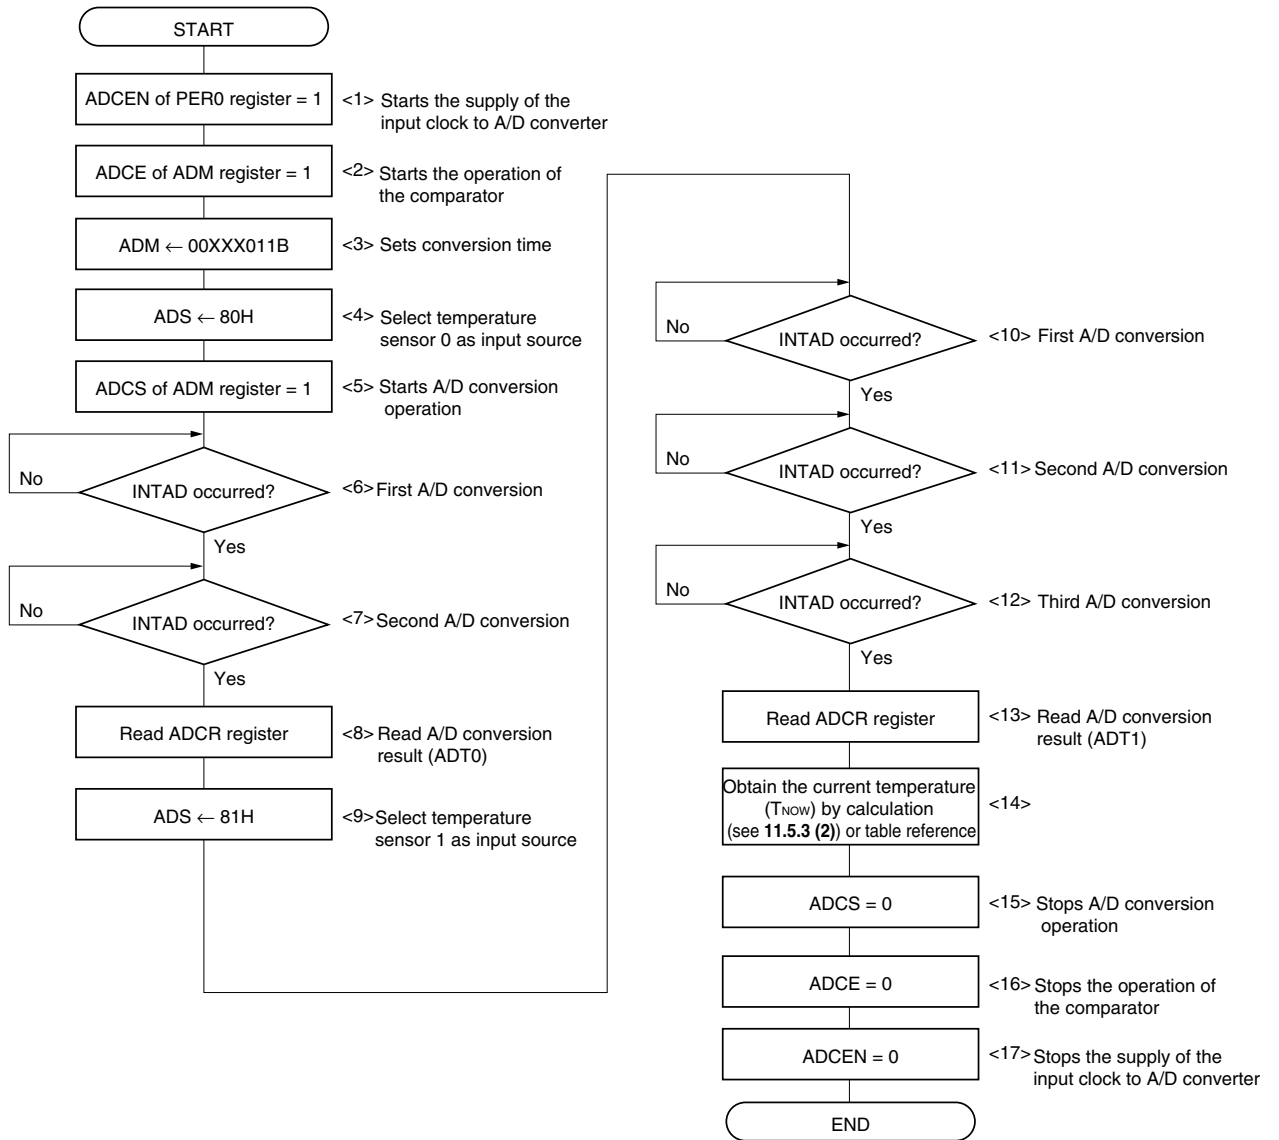 START
ADCEN of PER0 register = 1
<1> Starts the supply of the
input clock to A/D converter
ADCE of ADM register = 1
<2> Starts the operation of
the comparator
ADM ← 00XXX011B
<3> Sets conversion time
ADS ← 80H
<4> Select temperature
sensor 0 as input source
ADCS of ADM register = 1
<5> Starts A/D conversion
operation
No
INTAD occurred?
<6> First A/D conversion
Yes
No
INTAD occurred?
<7> Second A/D conversion
Yes
Read ADCR register
<8> Read A/D conversion
result (ADT0)
ADS ← 81H
<9> Select temperature
sensor 1 as input source
No
INTAD occurred?
<10> First A/D conversion
Yes
No
INTAD occurred?
<11> Second A/D conversion
Yes
No
INTAD occurred?
<12> Third A/D conversion
Yes
Read ADCR register
<13> Read A/D conversion
result (ADT1)
Obtain the current temperature
(TNOW) by calculation
(see 11.5.3 (2)) or table reference
<14>
ADCS = 0
<15> Stops A/D conversion
operation
ADCE = 0
<16> Stops the operation of
the comparator
ADCEN = 0
<17> Stops the supply of the
input clock to A/D converter
END